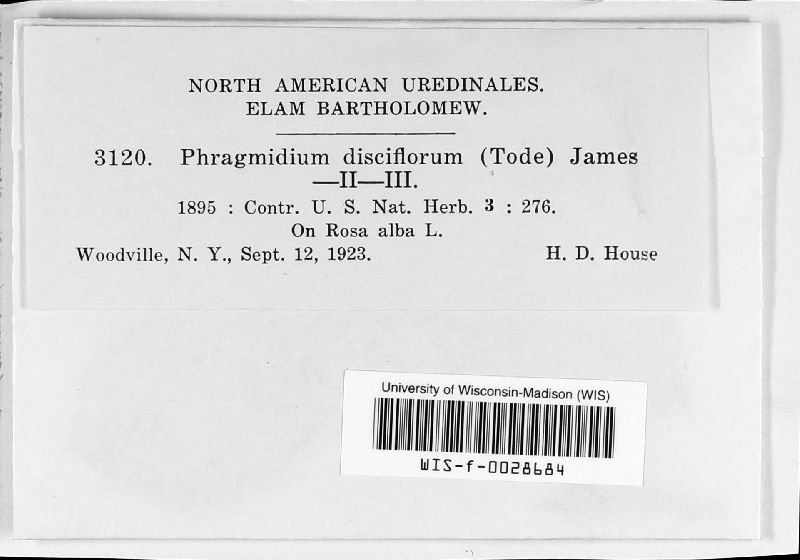 NORTH AMERICAN UREDINALES.
ELAM BARTHOLOMEW.
3120. Phragmidium disciflorum (Tode) James
—II—III.
1895 : Contr. U. S. Nat. Herb. 3 : 276.
On Rosa alba L.
Woodville, N. Y., Sept. 12, 1923. H. D. House
University of Wisconsin-Madison (WIS)
WIS-f-0028684